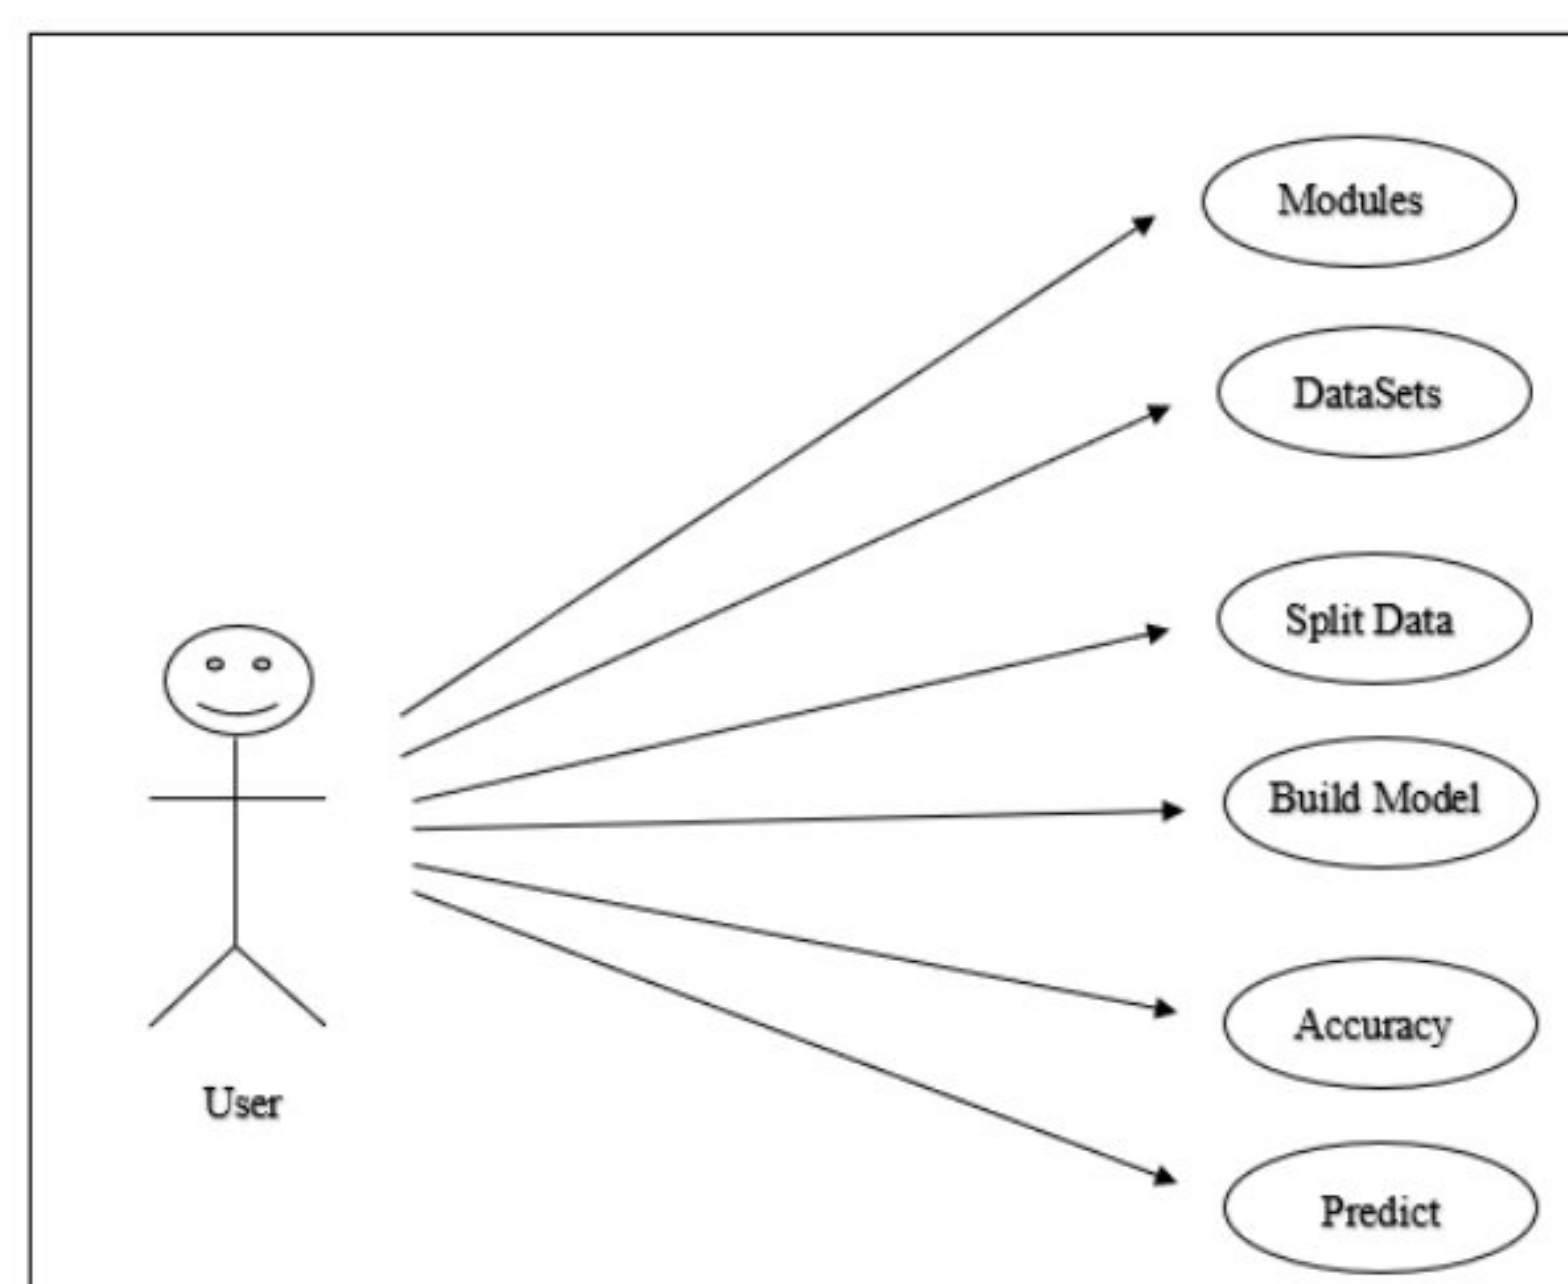 Modules
DataSets
Split Data
Build Model
Accuracy
User
Predict